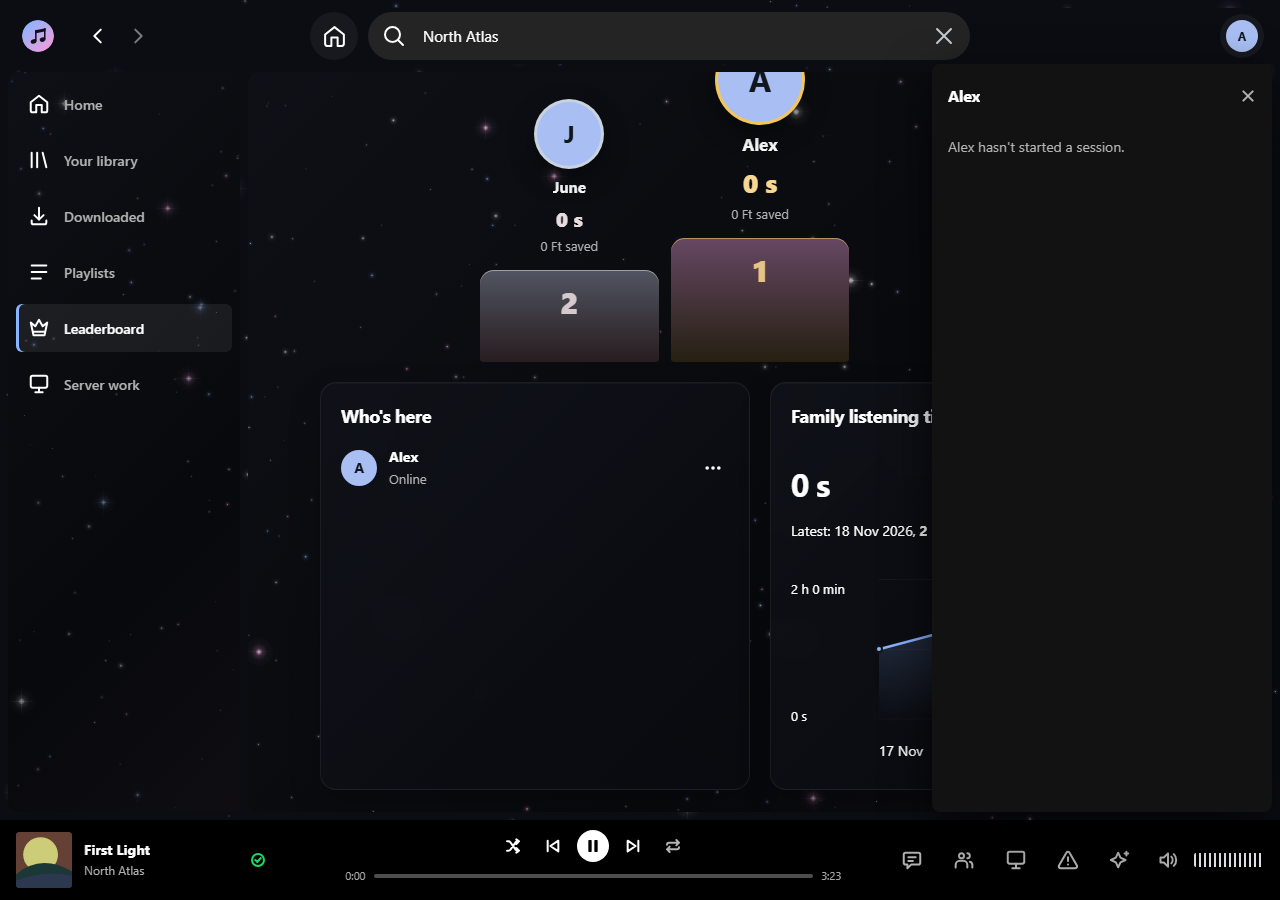 North Atlas
A
Home
Your library
Downloaded
Playlists
Leaderboard
Server work
J
June
0 s
0 Ft saved
2
A
Alex
0 s
0 Ft saved
1
Who's here
A
Alex
Online
Family listening
0 s
Latest: 18 Nov 2026, 2
2 h 0 min
0 s
17 Nov
Alex
Alex hasn't started a session.
First Light
North Atlas
0:00
3:23